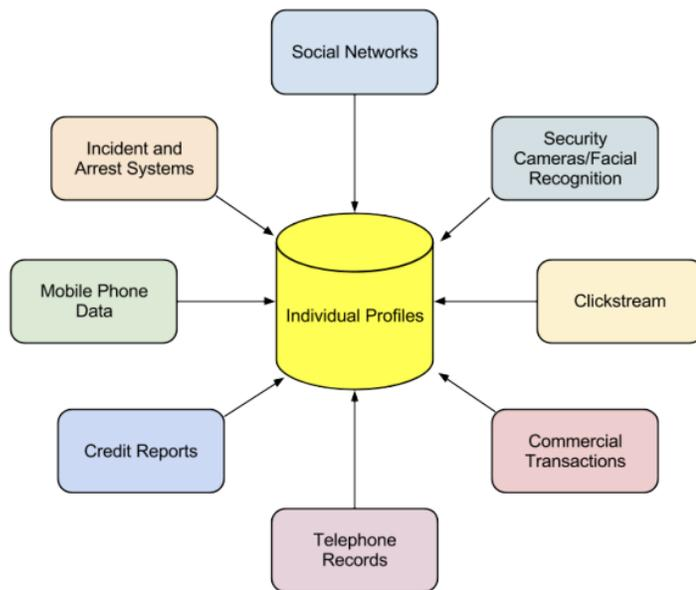 Social Networks
Incident and
Arrest Systems
Security
Cameras/Facial
Recognition
Mobile Phone
Data
Individual Profiles
Clickstream
Credit Reports
Commercial
Transactions
Telephone
Records